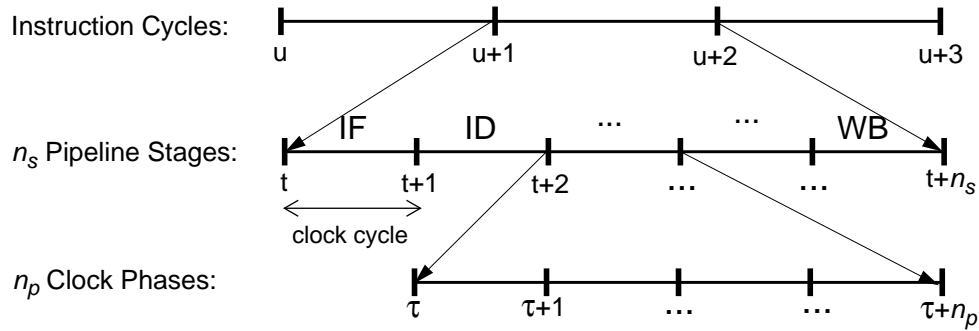 Instruction Cycles:
u u+1 u+2 u+3
IF ID ... ... WB
n_s Pipeline Stages:
t t+1 t+2 ... ... t+n_s
clock cycle
n_p Clock Phases:
τ τ+1 ... ... τ+n_p